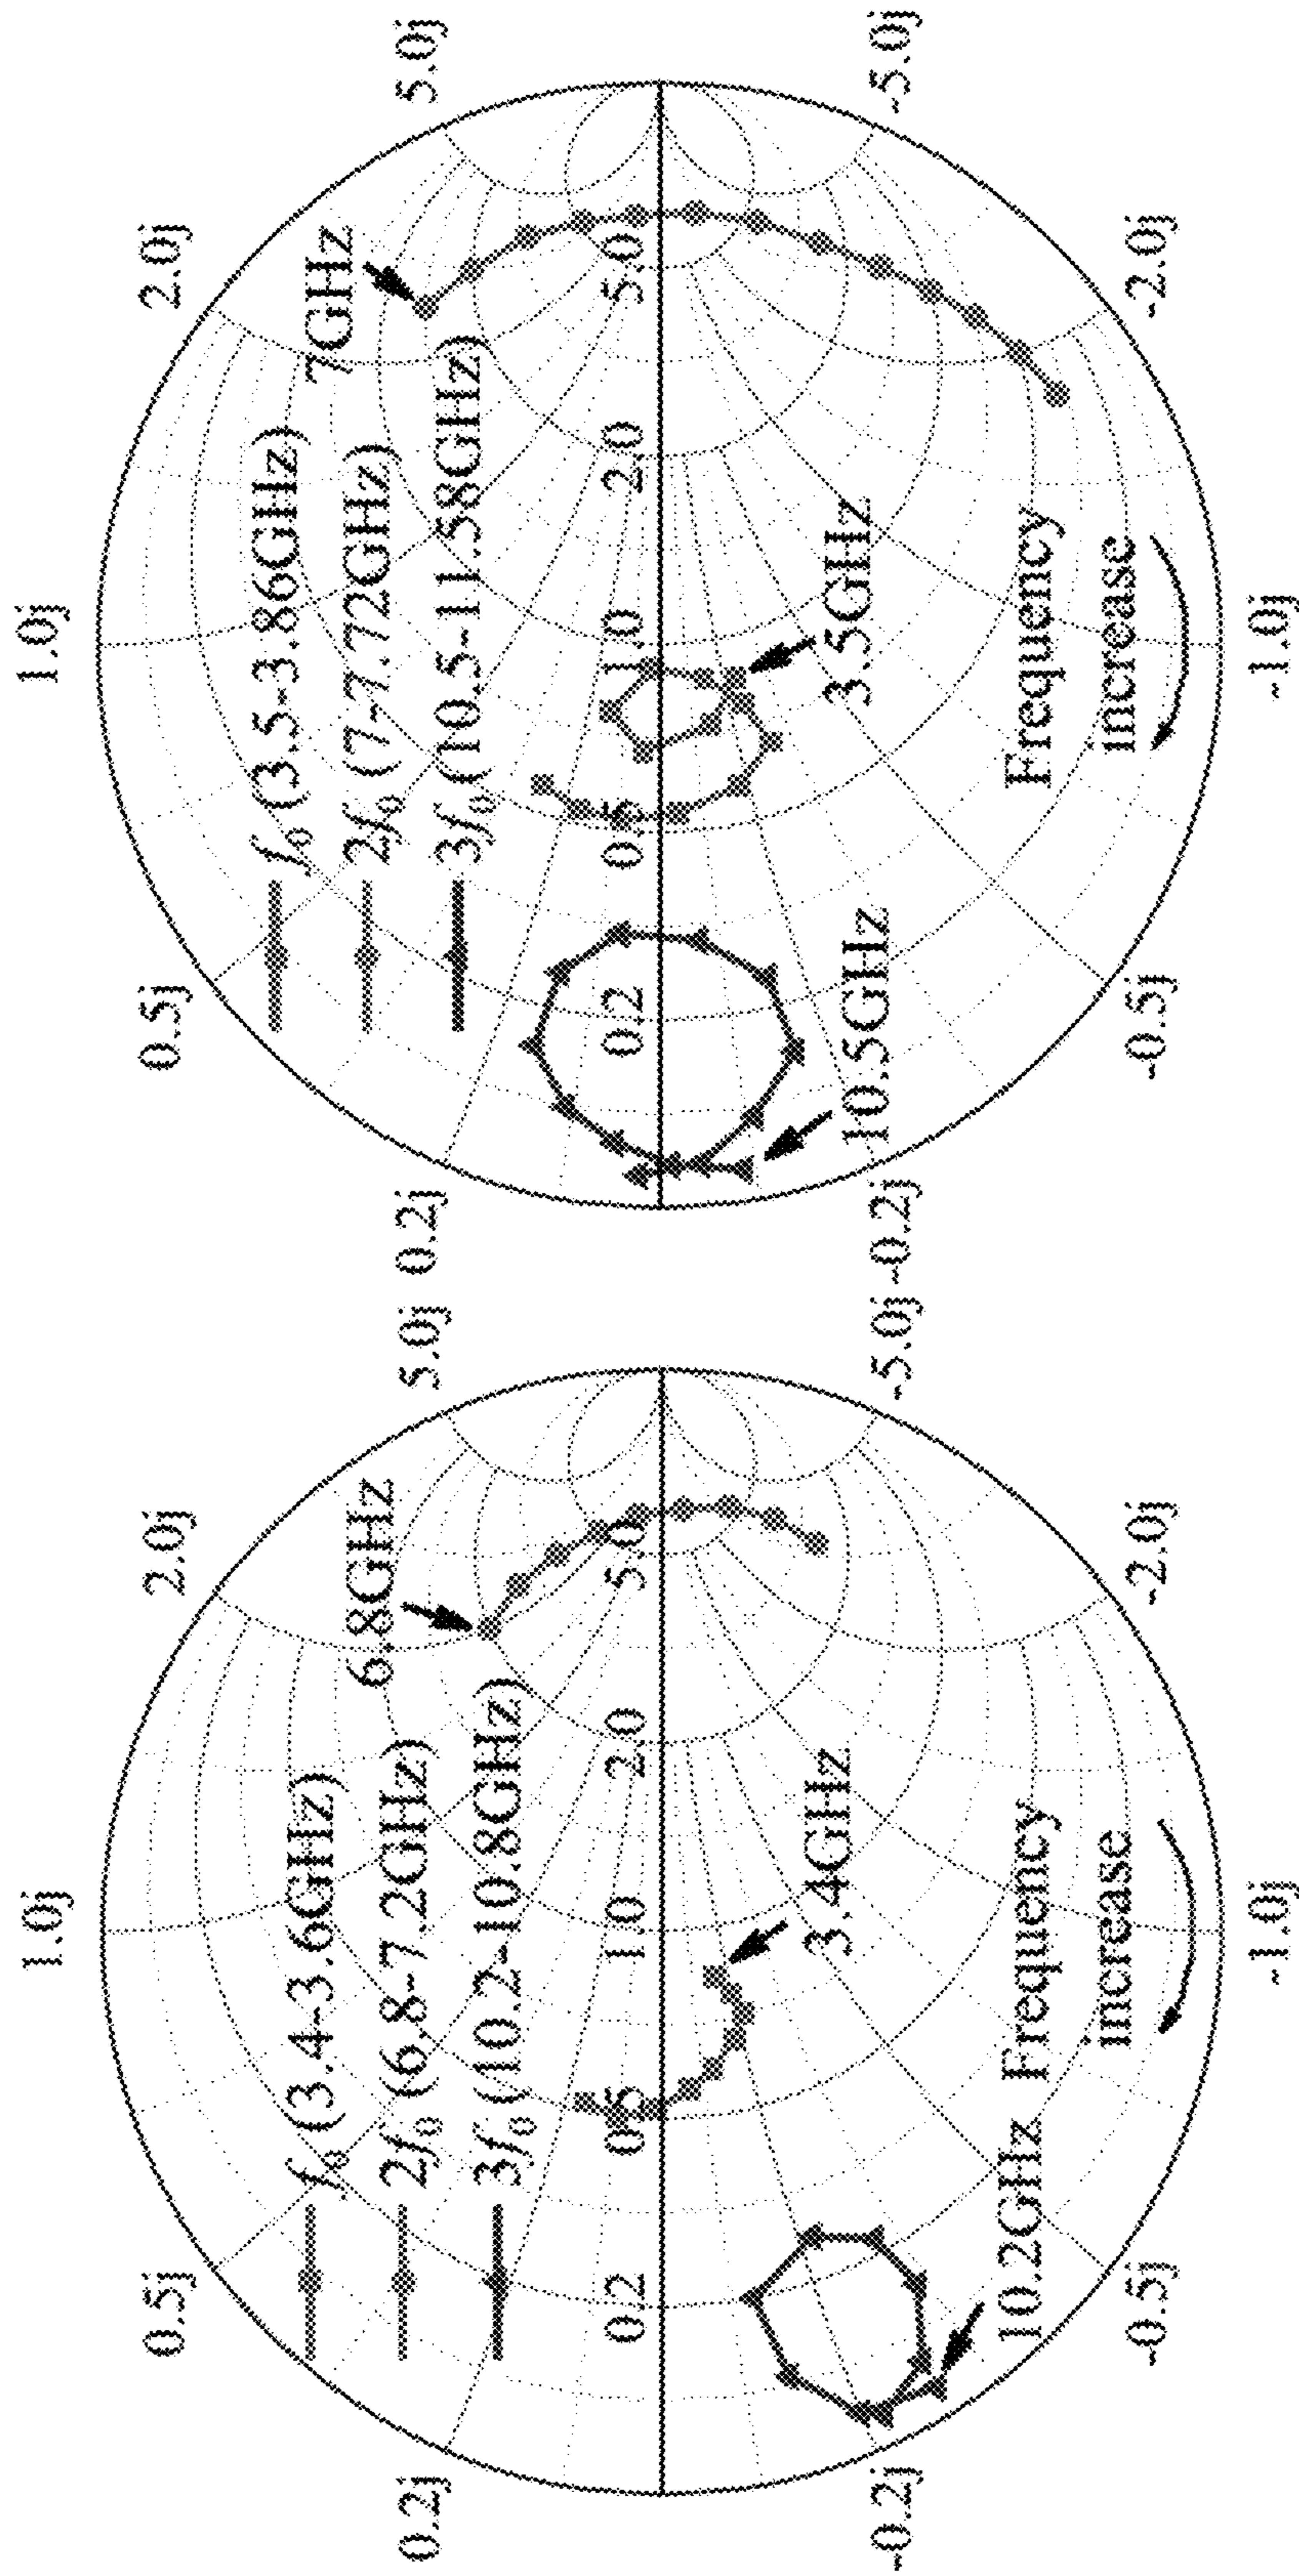 1.0j
0.5j
2.0j
0.2j
5.0j
f₀ (3.4-3.6GHz)
2f₀ (6.8-7.2GHz)
3f₀ (10.2-10.8GHz)
6.8GHz
0.2
0.5
1.0
2.0
5.0
3.4GHz
10.2GHz
Frequency
increase
-0.2j
-5.0j
-0.5j
-2.0j
-1.0j
1.0j
0.5j
2.0j
0.2j
5.0j
f₀ (3.5-3.86GHz)
2f₀ (7-7.72GHz)
3f₀ (10.5-11.58GHz)
7GHz
0.2
0.5
1.0
2.0
5.0
3.5GHz
10.5GHz
Frequency
increase
-0.2j
-5.0j
-0.5j
-2.0j
-1.0j